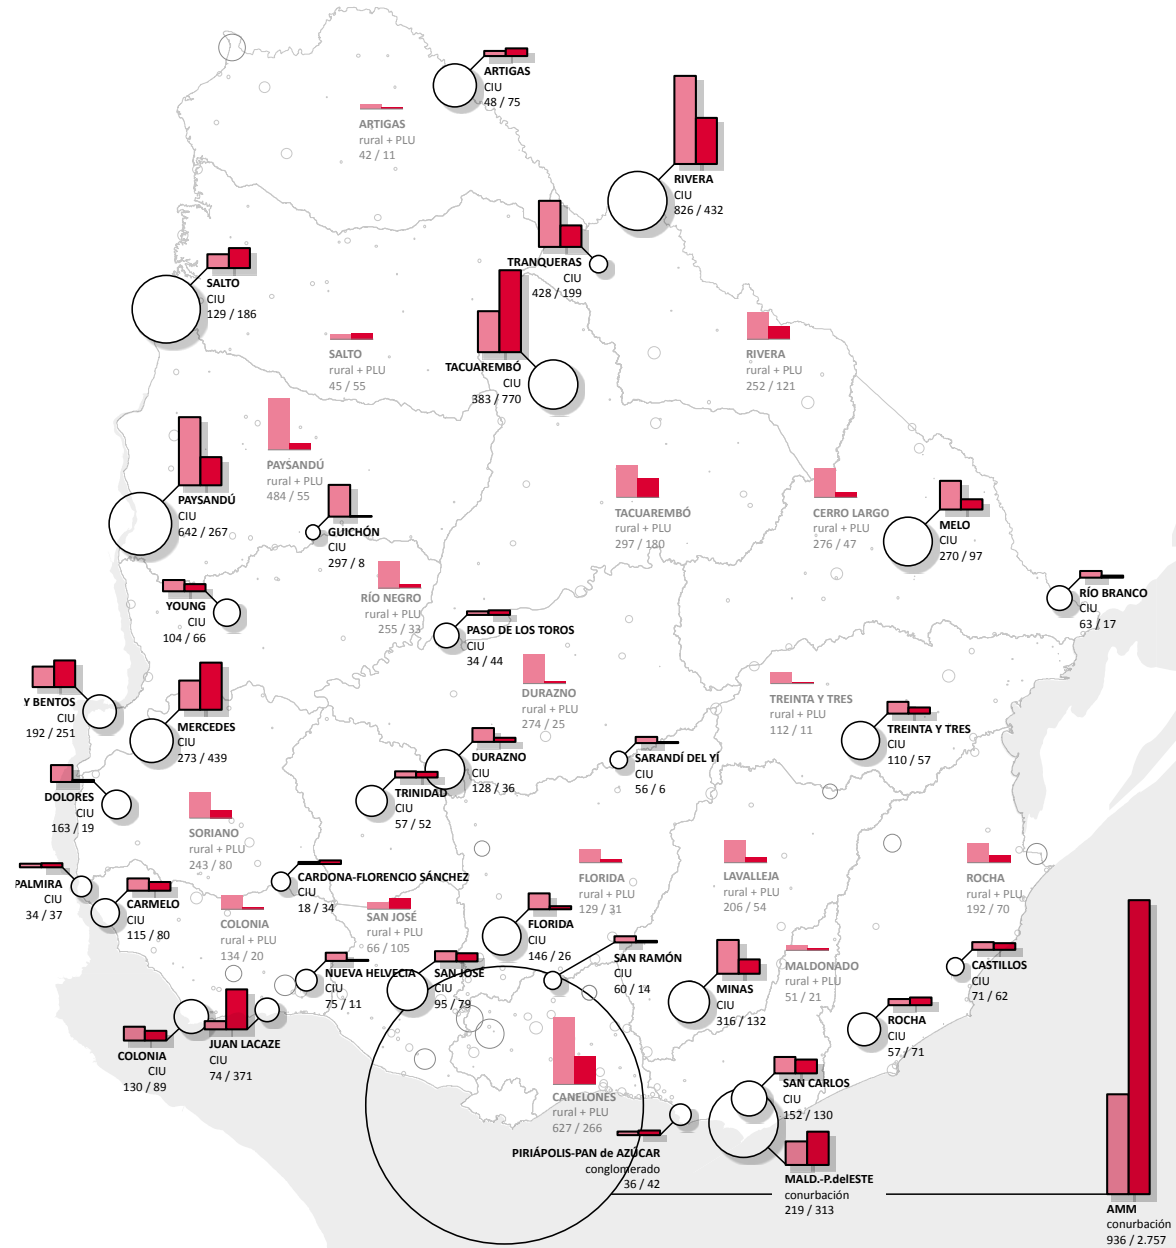 ARTIGAS
CIU
48 / 75
ARTIGAS
rural + PLU
42 / 11
RIVERA
CIU
826 / 432
TRANQUERAS
CIU
428 / 199
SALTO
CIU
129 / 186
SALTO
rural + PLU
45 / 55
TACUAREMBÓ
CIU
383 / 770
RIVERA
rural + PLU
252 / 121
PAYSANDÚ
rural + PLU
484 / 55
PAYSANDÚ
CIU
642 / 267
GUICHÓN
CIU
297 / 8
TACUAREMBÓ
rural + PLU
297 / 180
CERRO LARGO
rural + PLU
276 / 47
MELO
CIU
270 / 97
RÍO NEGRO
rural + PLU
255 / 33
YOUNG
CIU
104 / 66
PASO DE LOS TOROS
CIU
34 / 44
RÍO BRANCO
CIU
63 / 17
DURAZNO
rural + PLU
274 / 25
TREINTA Y TRES
rural + PLU
112 / 11
Y BENTOS
CIU
192 / 251
MERCEDES
CIU
273 / 439
TREINTA Y TRES
CIU
110 / 57
DURAZNO
CIU
128 / 36
SARANDÍ DEL YÍ
CIU
56 / 6
DOLORES
CIU
163 / 19
TRINIDAD
CIU
57 / 52
SORIANO
rural + PLU
243 / 80
PALMIRA
CIU
34 / 37
CARMELO
CIU
115 / 80
CARDONA-FLORENCIO SÁNCHEZ
CIU
18 / 34
FLORIDA
rural + PLU
129 / 31
LAVALLEJA
rural + PLU
206 / 54
ROCHA
rural + PLU
192 / 70
COLONIA
rural + PLU
134 / 20
SAN JOSÉ
rural + PLU
66 / 105
FLORIDA
CIU
146 / 26
SAN RAMÓN
CIU
60 / 14
MALDONADO
rural + PLU
51 / 21
CASTILLOS
CIU
71 / 62
NUEVA HELVECIA
CIU
75 / 11
SAN JOSÉ
CIU
95 / 79
MINAS
CIU
316 / 132
ROCHA
CIU
57 / 71
COLONIA
CIU
130 / 89
JUAN LACAZE
CIU
74 / 371
CANELONES
rural + PLU
627 / 266
SAN CARLOS
CIU
152 / 130
PIRIÁPOLIS-PAN de AZÚCAR
conglomerado
36 / 42
MALD.-P.delESTE
conurbación
219 / 313
AMM
conurbación
936 / 2.757